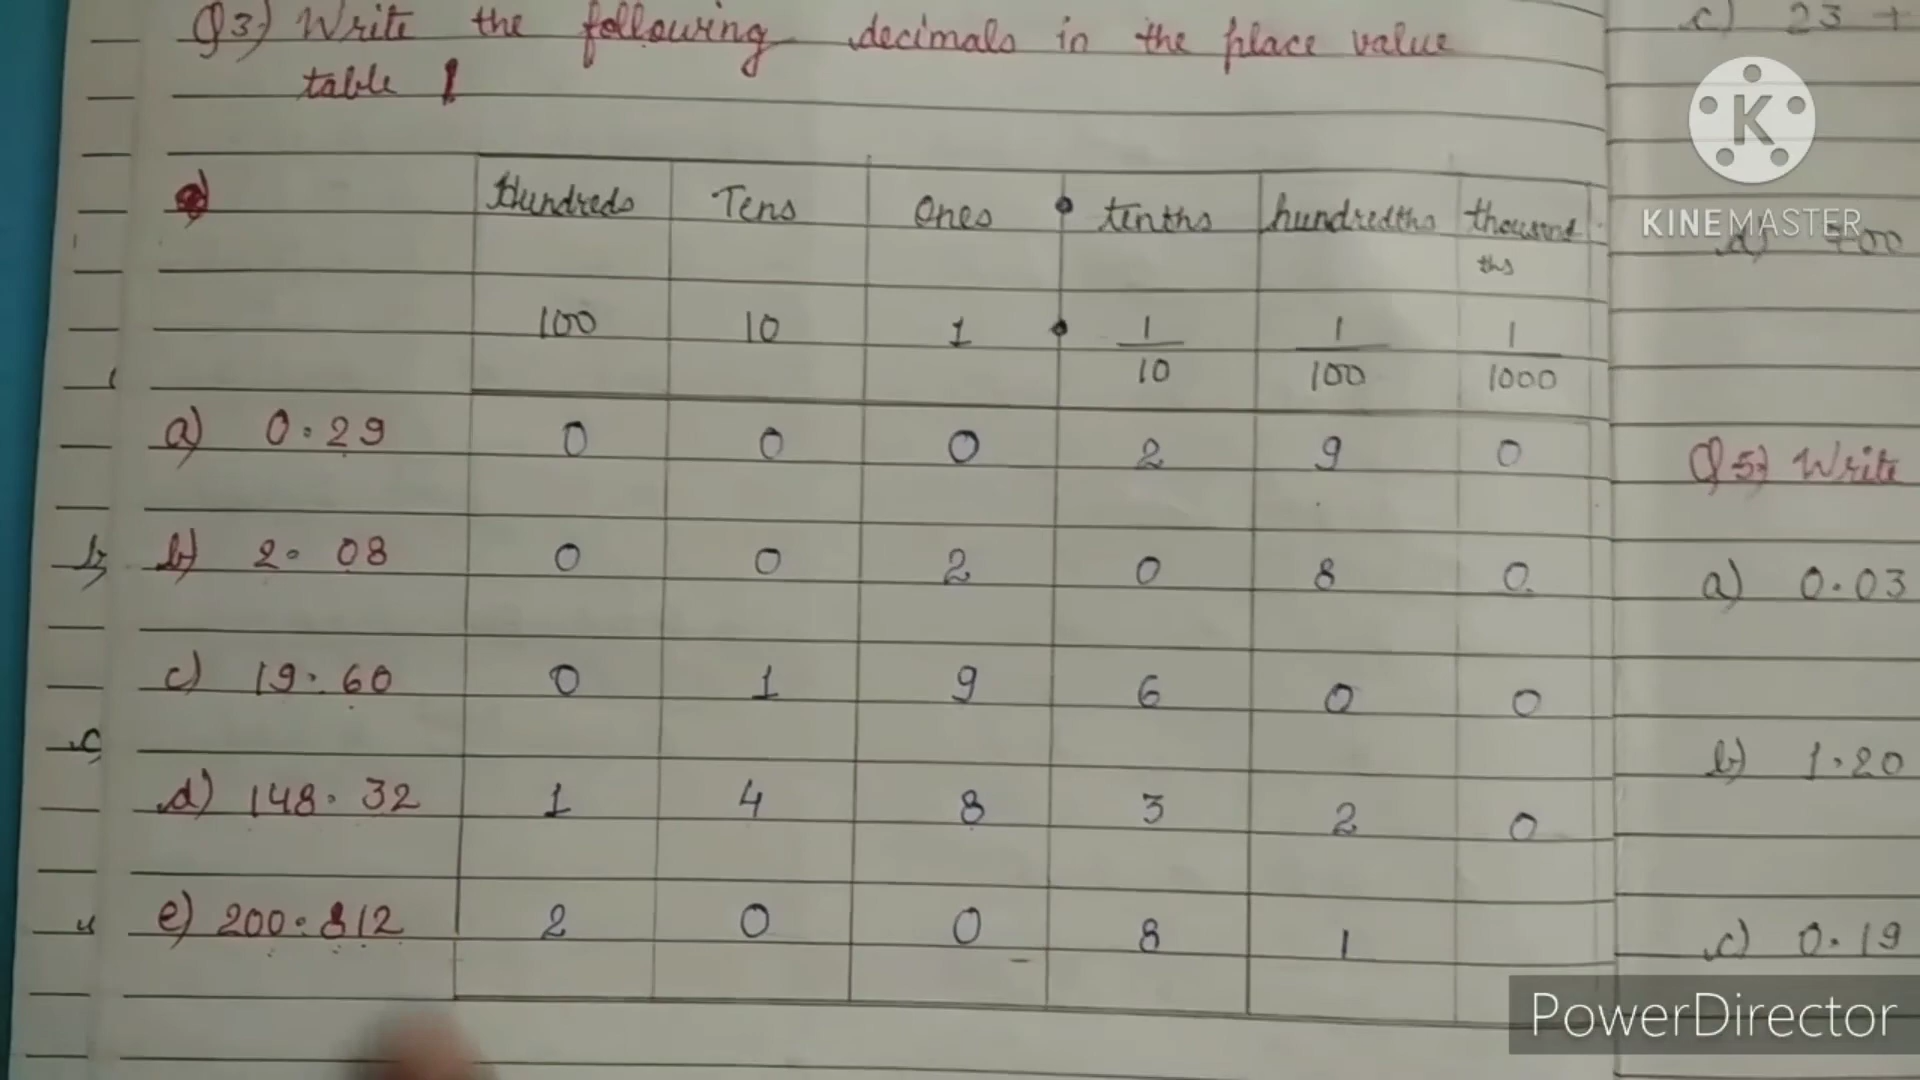 Q3) Write the following decimals in the place value
table
Hundreds Tens Ones • tenths hundredths thousand
ths
100 10 1 • 1/10 1/100 1/1000
a) 0.29 0 0 0 2 9 0
b) 2.08 0 0 2 0 8 0
c) 19.60 0 1 9 6 0 0
d) 148.32 1 4 8 3 2 0
e) 200.812 2 0 0 8 1
c) 23 +
K
KINEMASTER
Q5) Write
a) 0.03
b) 1.20
c) 0.19
PowerDirector